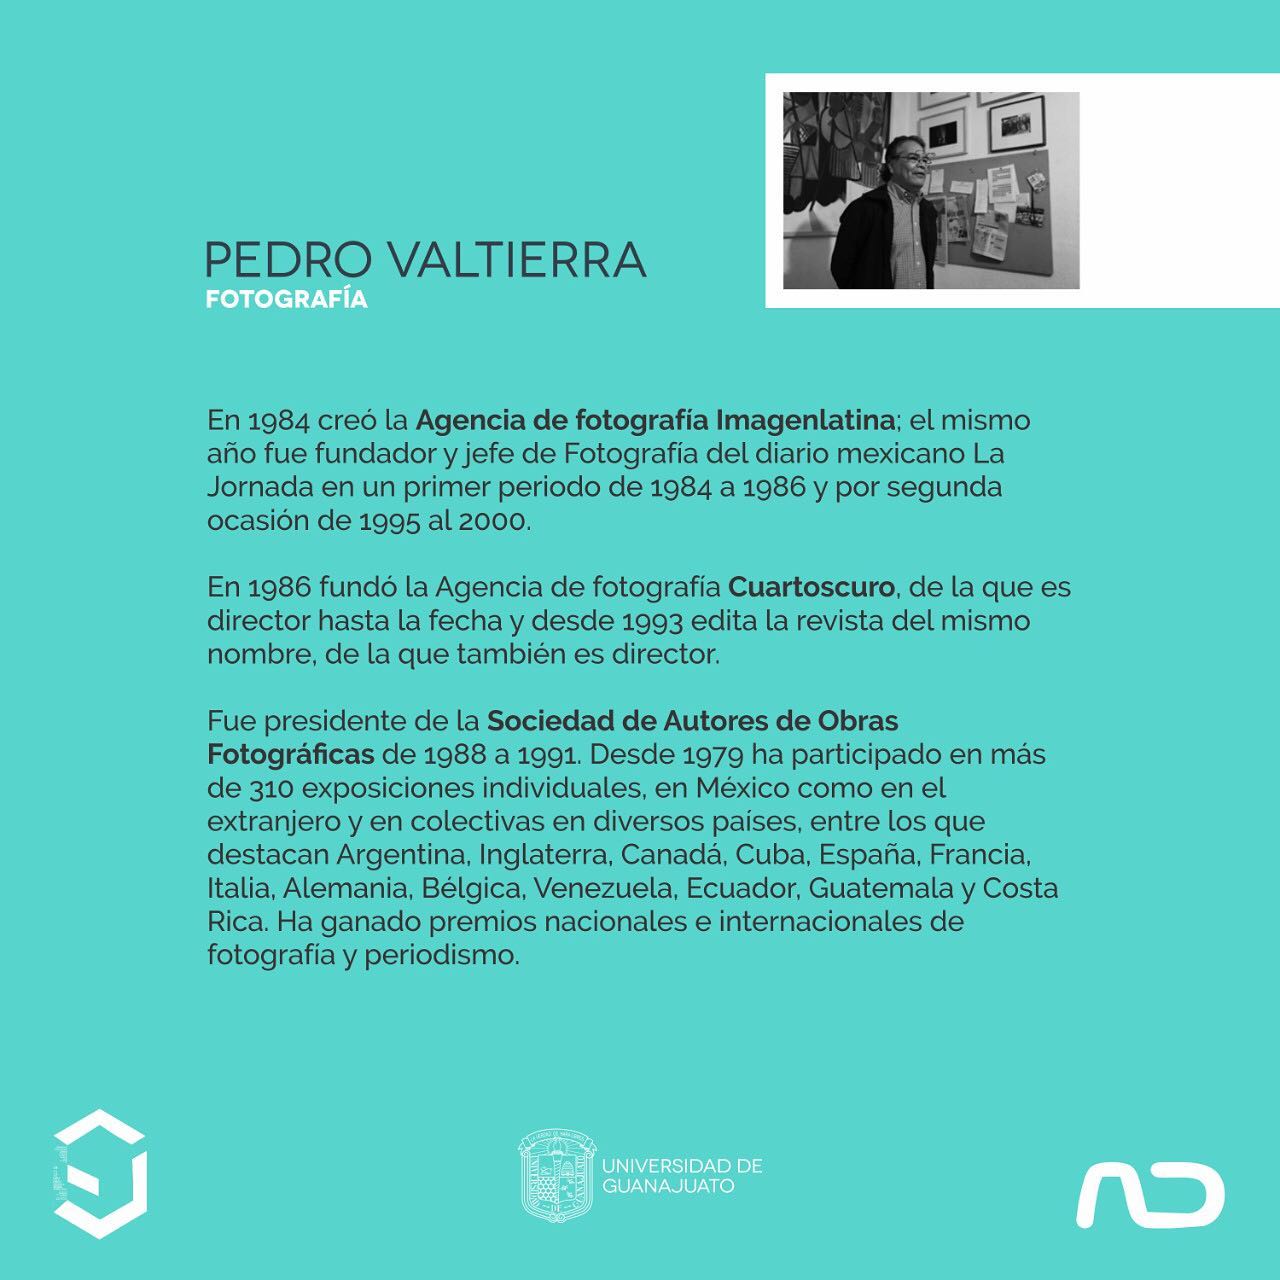 PEDRO VALTIERRA
FOTOGRAFÍA
En 1984 creó la Agencia de fotografía Imagenlatina; el mismo
año fue fundador y jefe de Fotografía del diario mexicano La
Jornada en un primer periodo de 1984 a 1986 y por segunda
ocasión de 1995 al 2000.
En 1986 fundó la Agencia de fotografía Cuartoscuro, de la que es
director hasta la fecha y desde 1993 edita la revista del mismo
nombre, de la que también es director.
Fue presidente de la Sociedad de Autores de Obras
Fotográficas de 1988 a 1991. Desde 1979 ha participado en más
de 310 exposiciones individuales, en México como en el
extranjero y en colectivas en diversos países, entre los que
destacan Argentina, Inglaterra, Canadá, Cuba, España, Francia,
Italia, Alemania, Bélgica, Venezuela, Ecuador, Guatemala y Costa
Rica. Ha ganado premios nacionales e internacionales de
fotografía y periodismo.
UNIVERSIDAD DE
GUANAJUATO